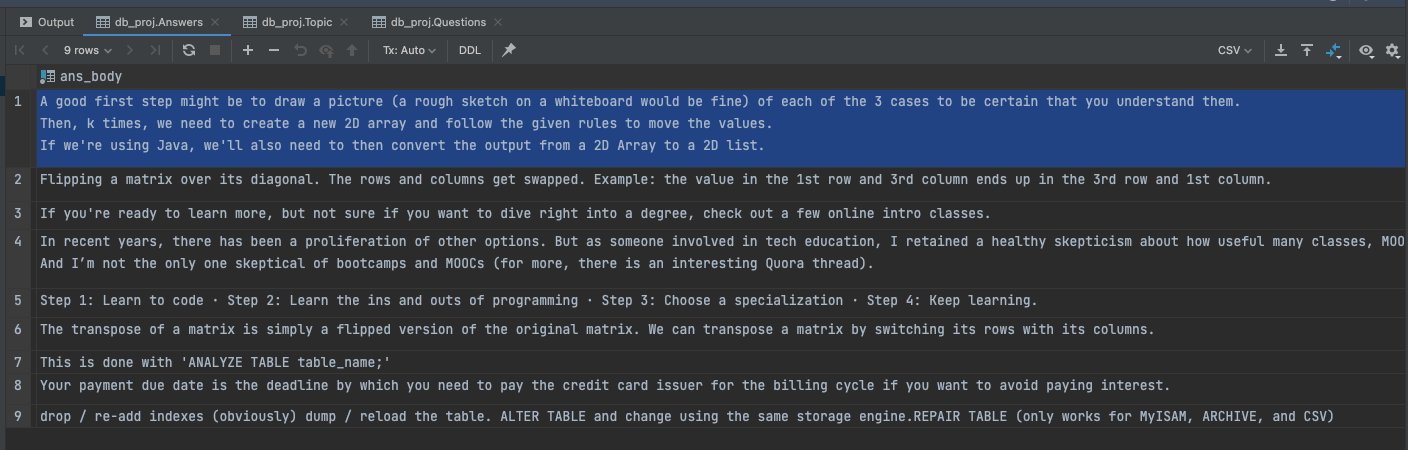 Output db_proj.Answers db_proj.Topic db_proj.Questions
9 rows Tx: Auto DDL CSV
ans_body
1 A good first step might be to draw a picture (a rough sketch on a whiteboard would be fine) of each of the 3 cases to be certain that you understand them.
Then, k times, we need to create a new 2D array and follow the given rules to move the values.
If we're using Java, we'll also need to then convert the output from a 2D Array to a 2D list.
2 Flipping a matrix over its diagonal. The rows and columns get swapped. Example: the value in the 1st row and 3rd column ends up in the 3rd row and 1st column.
3 If you're ready to learn more, but not sure if you want to dive right into a degree, check out a few online intro classes.
4 In recent years, there has been a proliferation of other options. But as someone involved in tech education, I retained a healthy skepticism about how useful many classes, MOO
And I’m not the only one skeptical of bootcamps and MOOCs (for more, there is an interesting Quora thread).
5 Step 1: Learn to code · Step 2: Learn the ins and outs of programming · Step 3: Choose a specialization · Step 4: Keep learning.
6 The transpose of a matrix is simply a flipped version of the original matrix. We can transpose a matrix by switching its rows with its columns.
7 This is done with 'ANALYZE TABLE table_name;'
8 Your payment due date is the deadline by which you need to pay the credit card issuer for the billing cycle if you want to avoid paying interest.
9 drop / re-add indexes (obviously) dump / reload the table. ALTER TABLE and change using the same storage engine.REPAIR TABLE (only works for MyISAM, ARCHIVE, and CSV)